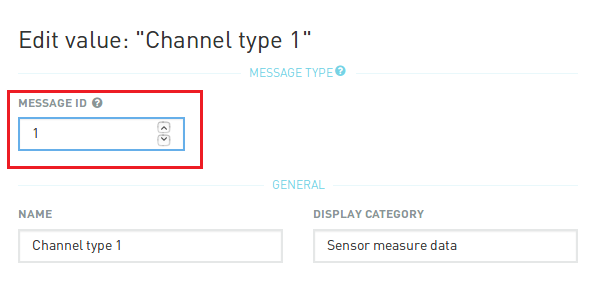 Edit value: "Channel type 1"
MESSAGE TYPE ?
MESSAGE ID ?
1
GENERAL
NAME DISPLAY CATEGORY
Channel type 1 Sensor measure data